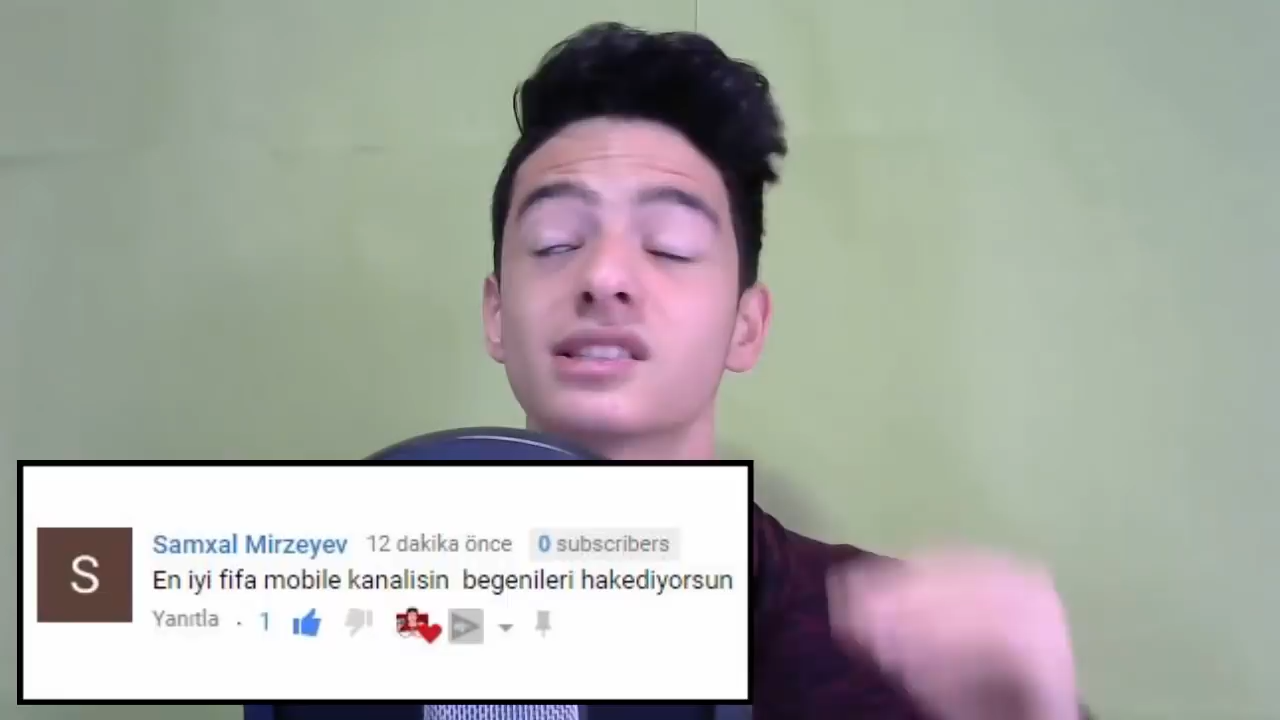 S
Samxal Mirzeyev 12 dakika önce 0 subscribers
En iyi fifa mobile kanalisin begenileri hakediyorsun
Yanıtla . 1